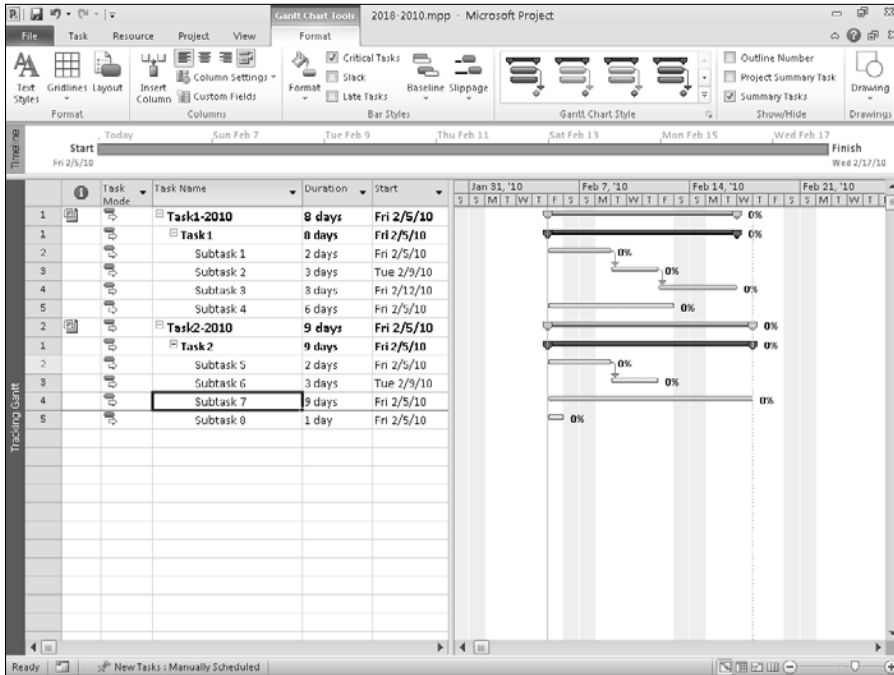 Gantt Chart Tools 2018-2010.mpp - Microsoft Project
File Task Resource Project View Format
Text Styles
Gridlines
Layout
Format
Insert Column
Column Settings
Custom Fields
Columns
Format
Critical Tasks
Slack
Late Tasks
Baseline
Slippage
Bar Styles
Gantt Chart Style
Outline Number
Project Summary Task
Summary Tasks
Show/Hide
Drawing
Drawings
Timeline
Today Sun Feb 7 Tue Feb 9 Thu Feb 11 Sat Feb 13 Mon Feb 15 Wed Feb 17
Start Finish
Fri 2/5/10 Wed 2/17/10
Task Mode Task Name Duration Start
Jan 31, '10 Feb 7, '10 Feb 14, '10 Feb 21, '10
S S M T W T F S S M T W T F S S M T W T F S S M T W T
1 Task1-2010 8 days Fri 2/5/10 0%
1 Task1 8 days Fri 2/5/10 0%
2 Subtask 1 2 days Fri 2/5/10 0%
3 Subtask 2 3 days Tue 2/9/10 0%
4 Subtask 3 3 days Fri 2/12/10 0%
5 Subtask 4 6 days Fri 2/5/10 0%
2 Task2-2010 9 days Fri 2/5/10 0%
1 Task2 9 days Fri 2/5/10 0%
2 Subtask 5 2 days Fri 2/5/10 0%
3 Subtask 6 3 days Tue 2/9/10 0%
4 Subtask 7 9 days Fri 2/5/10 0%
5 Subtask 8 1 day Fri 2/5/10 0%
Tracking Gantt
Ready New Tasks : Manually Scheduled